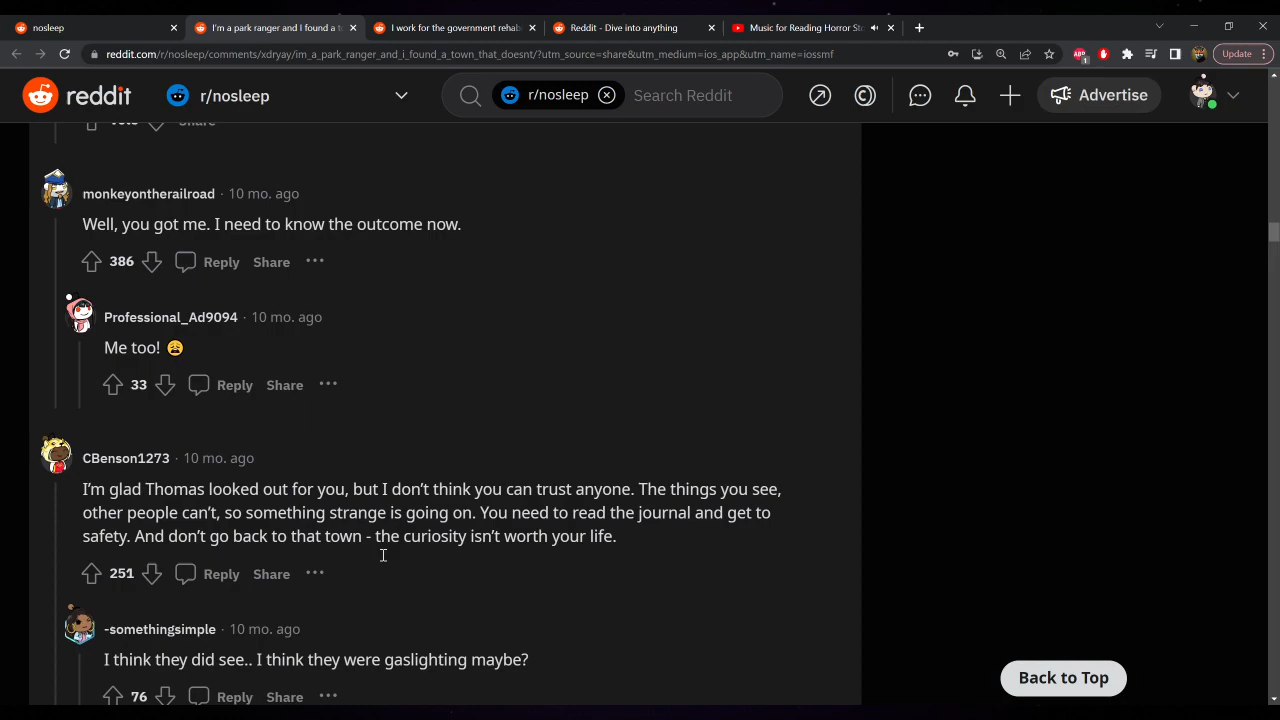 nosleep
I'm a park ranger and I found a t
I work for the government rehab
Reddit - Dive into anything
Music for Reading Horror Sto
Update
reddit.com/r/nosleep/comments/xdryay/im_a_park_ranger_and_i_found_a_town_that_doesnt/?utm_source=share&utm_medium=ios_app&utm_name=iossmf
reddit
r/nosleep
r/nosleep
Search Reddit
Advertise
Share
monkeyontherailroad · 10 mo. ago
Well, you got me. I need to know the outcome now.
386 Reply Share ···
Professional_Ad9094 · 10 mo. ago
Me too! 😩
33 Reply Share ···
CBenson1273 · 10 mo. ago
I'm glad Thomas looked out for you, but I don't think you can trust anyone. The things you see,
other people can't, so something strange is going on. You need to read the journal and get to
safety. And don't go back to that town - the curiosity isn't worth your life.
251 Reply Share ···
-somethingsimple · 10 mo. ago
I think they did see.. I think they were gaslighting maybe?
76 Reply Share ···
Back to Top